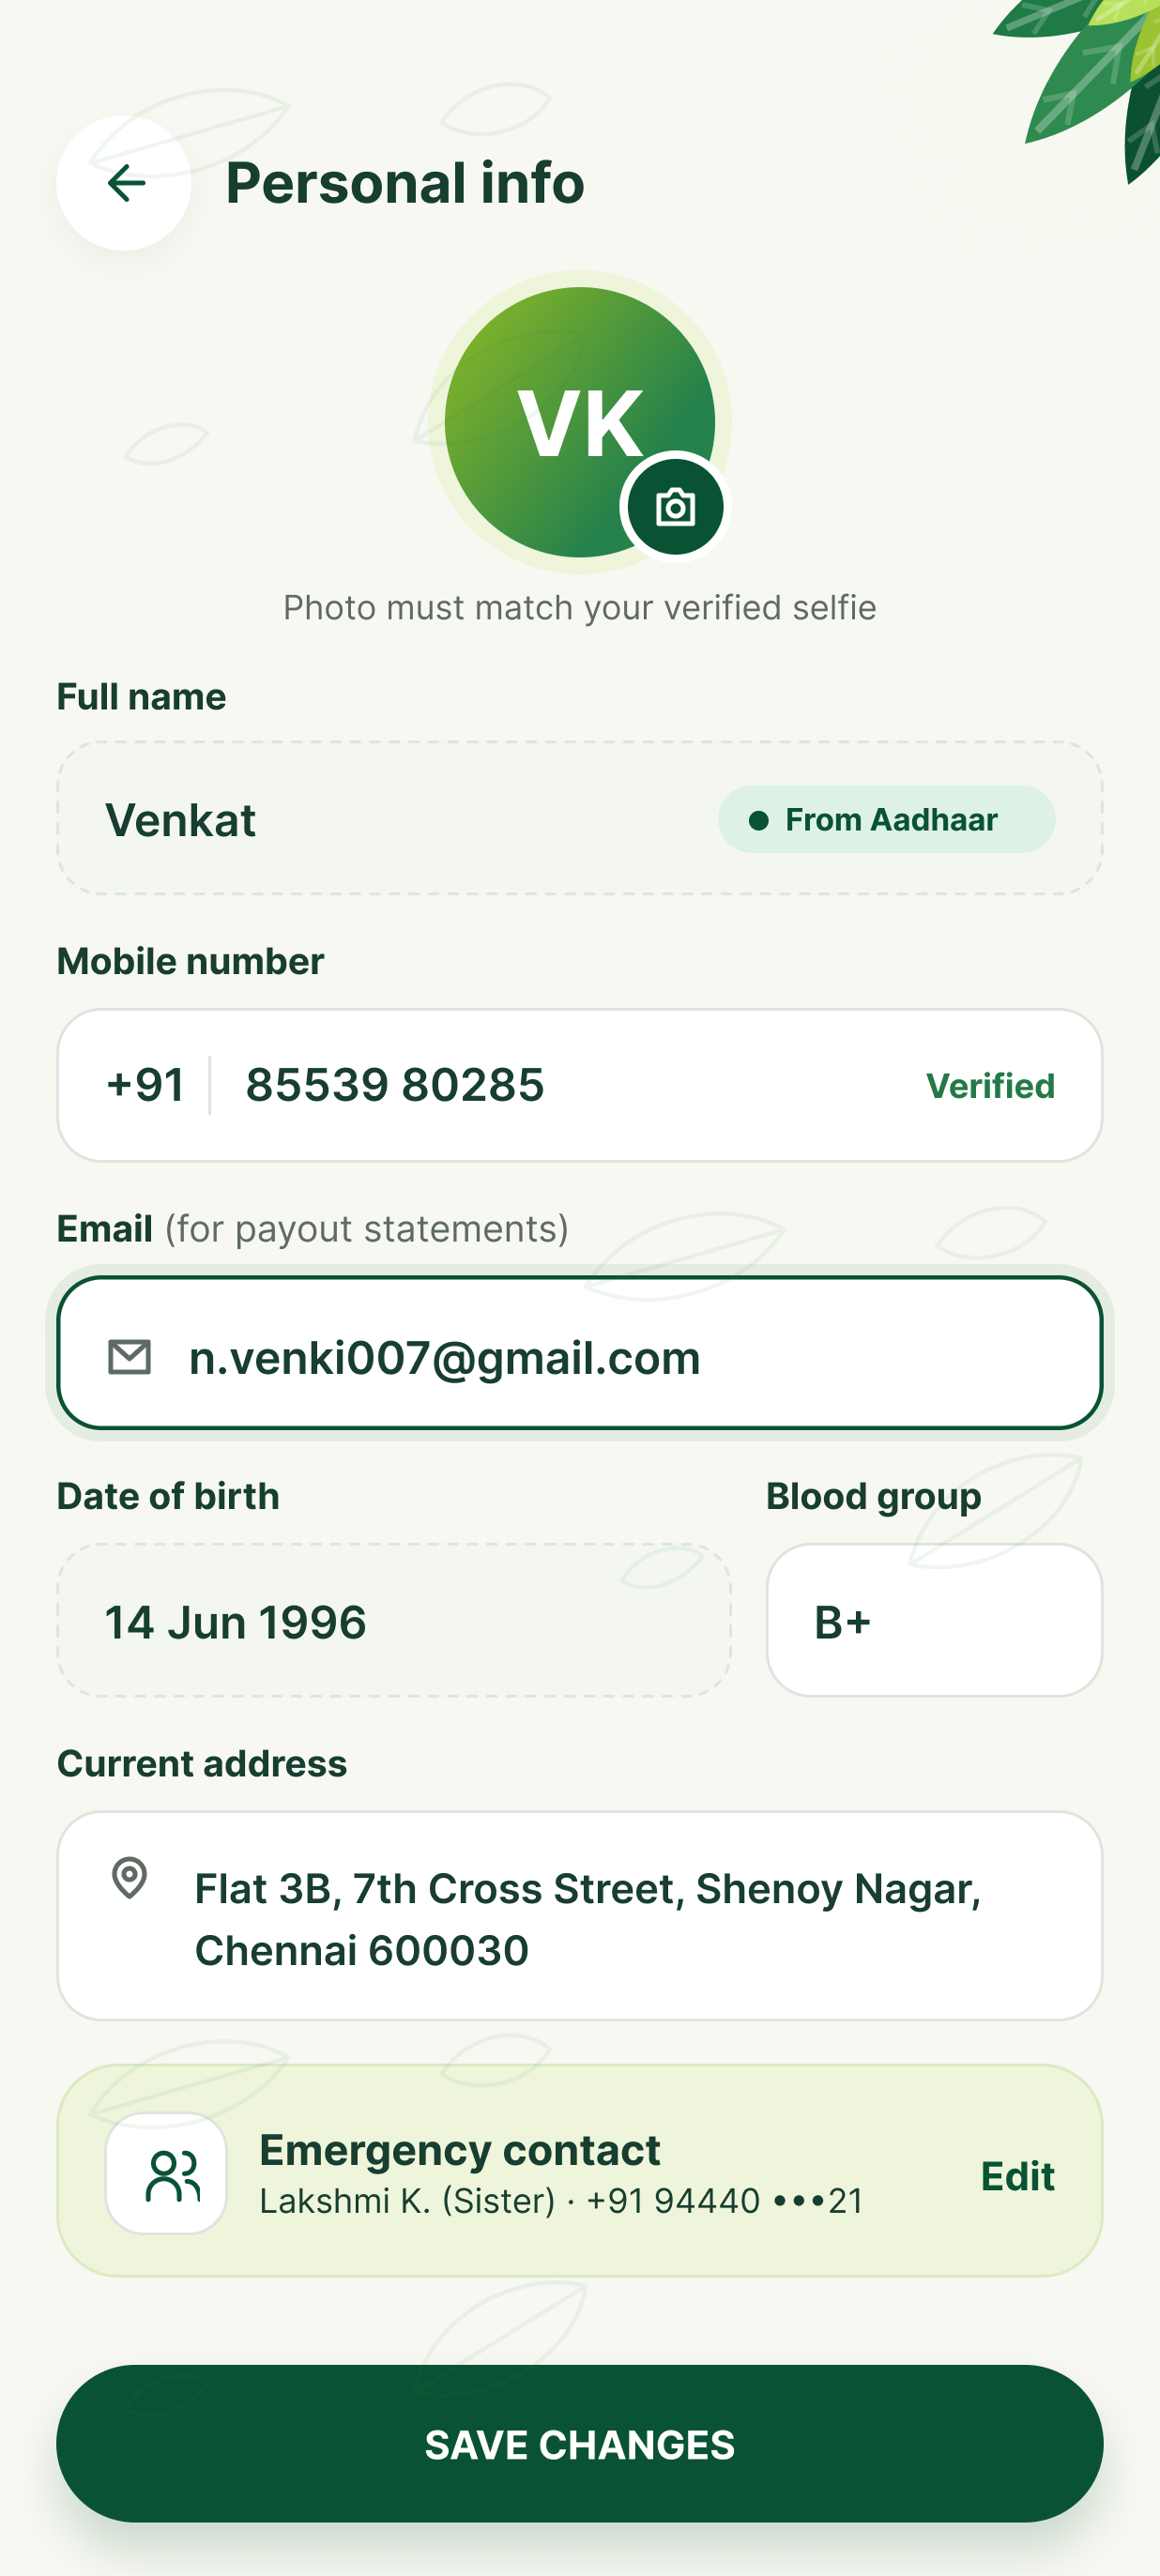 Personal info
VK
Photo must match your verified selfie
Full name
Venkat
From Aadhaar
Mobile number
+91 85539 80285
Verified
Email (for payout statements)
n.venki007@gmail.com
Date of birth
Blood group
14 Jun 1996
B+
Current address
Flat 3B, 7th Cross Street, Shenoy Nagar,
Chennai 600030
Emergency contact
Lakshmi K. (Sister) · +91 94440 •••21
Edit
SAVE CHANGES